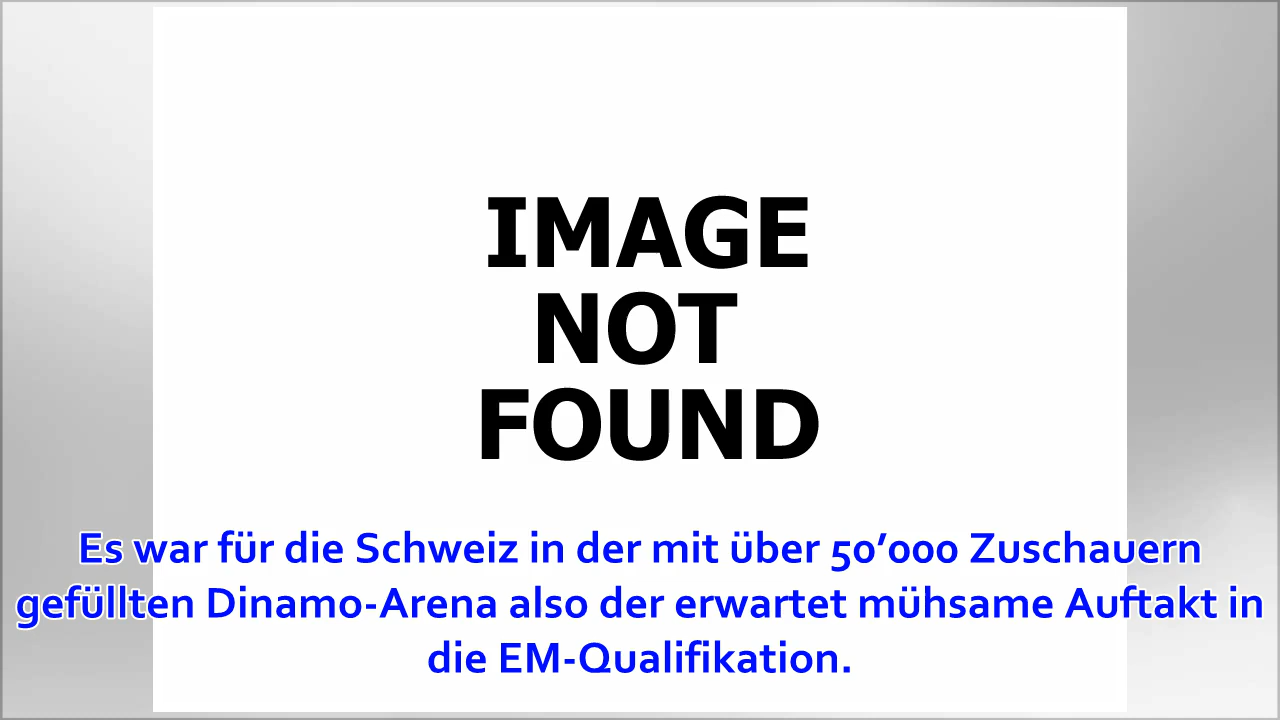 IMAGE
NOT
FOUND
Es war für die Schweiz in der mit über 50’000 Zuschauern
gefüllten Dinamo-Arena also der erwartet mühsame Auftakt in
die EM-Qualifikation.